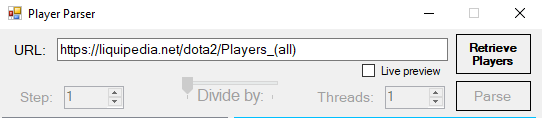 Player Parser
URL: https://liquipedia.net/dota2/Players_(all)
Retrieve
Players
Live preview
Step: 1 Divide by: Threads: 1 Parse